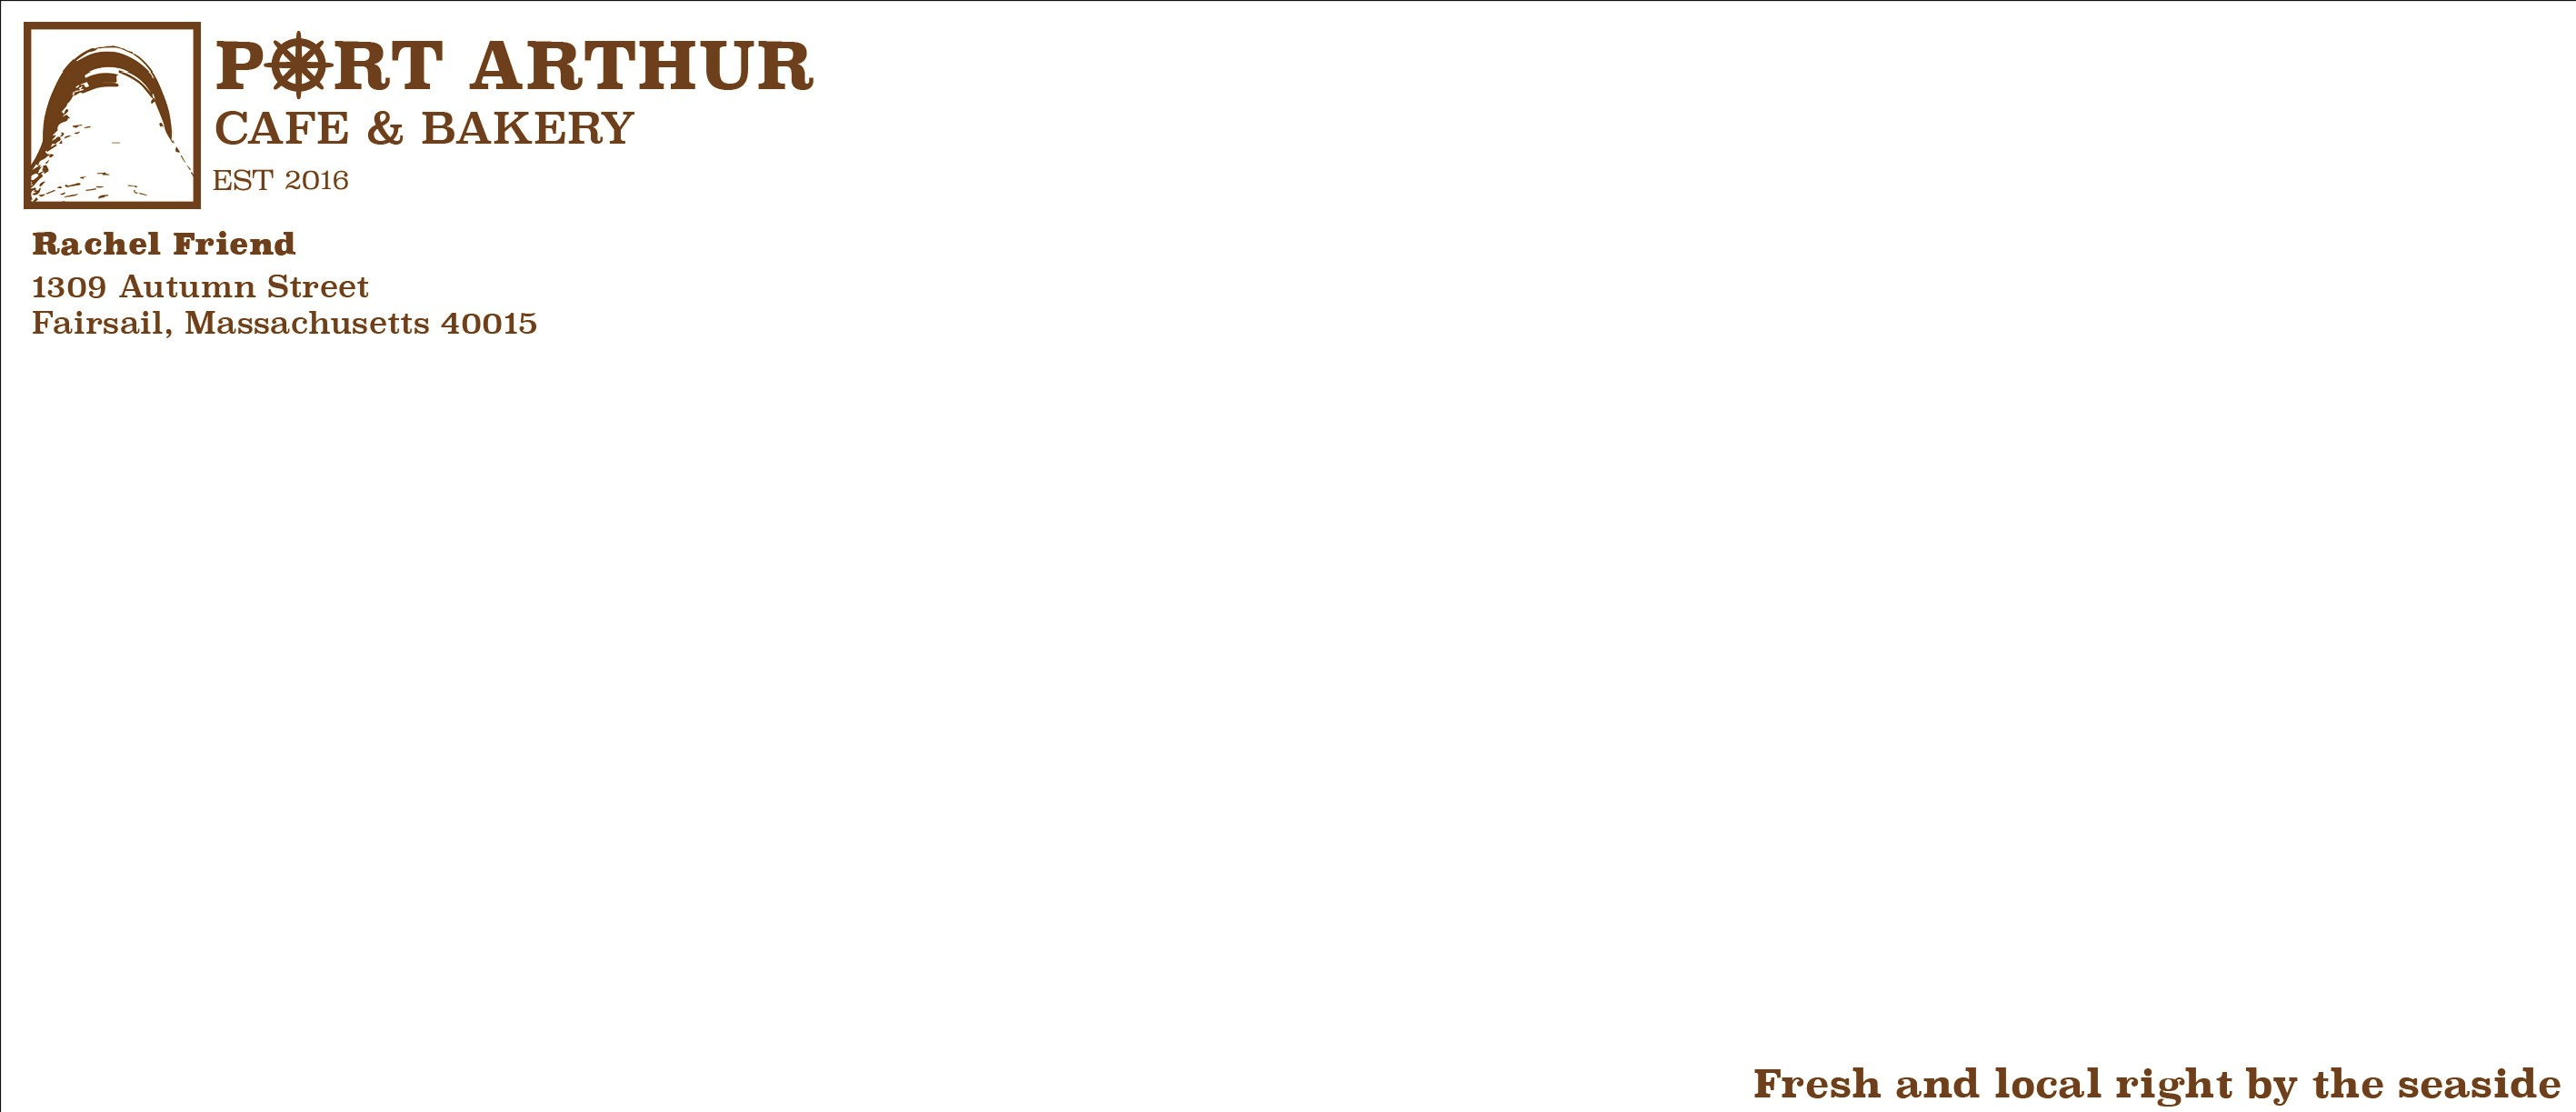 PORT ARTHUR
CAFE & BAKERY
EST 2016
Rachel Friend
1309 Autumn Street
Fairsail, Massachusetts 40015
Fresh and local right by the seaside